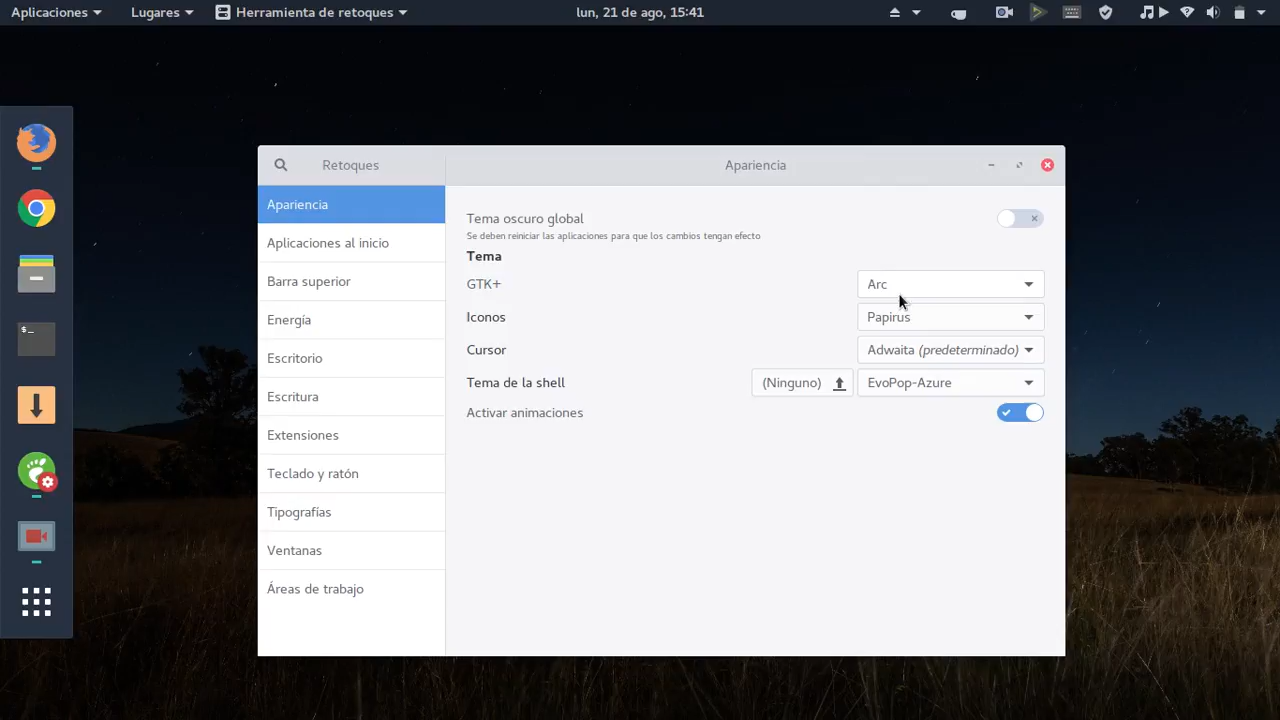 Aplicaciones Lugares Herramienta de retoques lun, 21 de ago, 15:41
Retoques Apariencia
Apariencia
Aplicaciones al inicio
Barra superior
Energía
Escritorio
Escritura
Extensiones
Teclado y ratón
Tipografías
Ventanas
Áreas de trabajo
Tema oscuro global
Se deben reiniciar las aplicaciones para que los cambios tengan efecto
Tema
GTK+ Arc
Iconos Papirus
Cursor Adwaita (predeterminado)
Tema de la shell (Ninguno) EvoPop-Azure
Activar animaciones